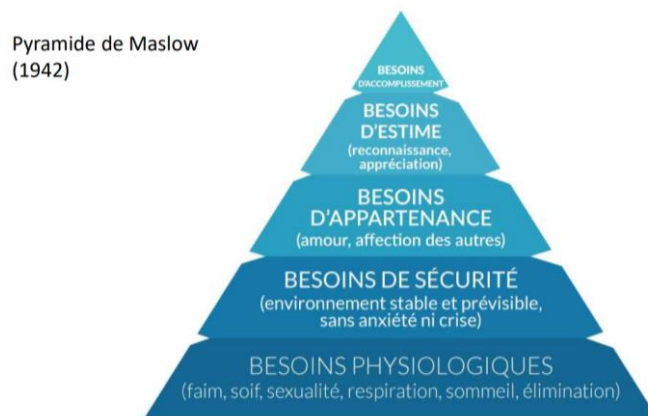 Pyramide de Maslow
(1942)
BESOINS
D'ACCOMPLISSEMENT
BESOINS
D'ESTIME
(reconnaissance,
appréciation)
BESOINS
D'APPARTENANCE
(amour, affection des autres)
BESOINS DE SÉCURITÉ
(environnement stable et prévisible,
sans anxiété ni crise)
BESOINS PHYSIOLOGIQUES
(faim, soif, sexualité, respiration, sommeil, élimination)